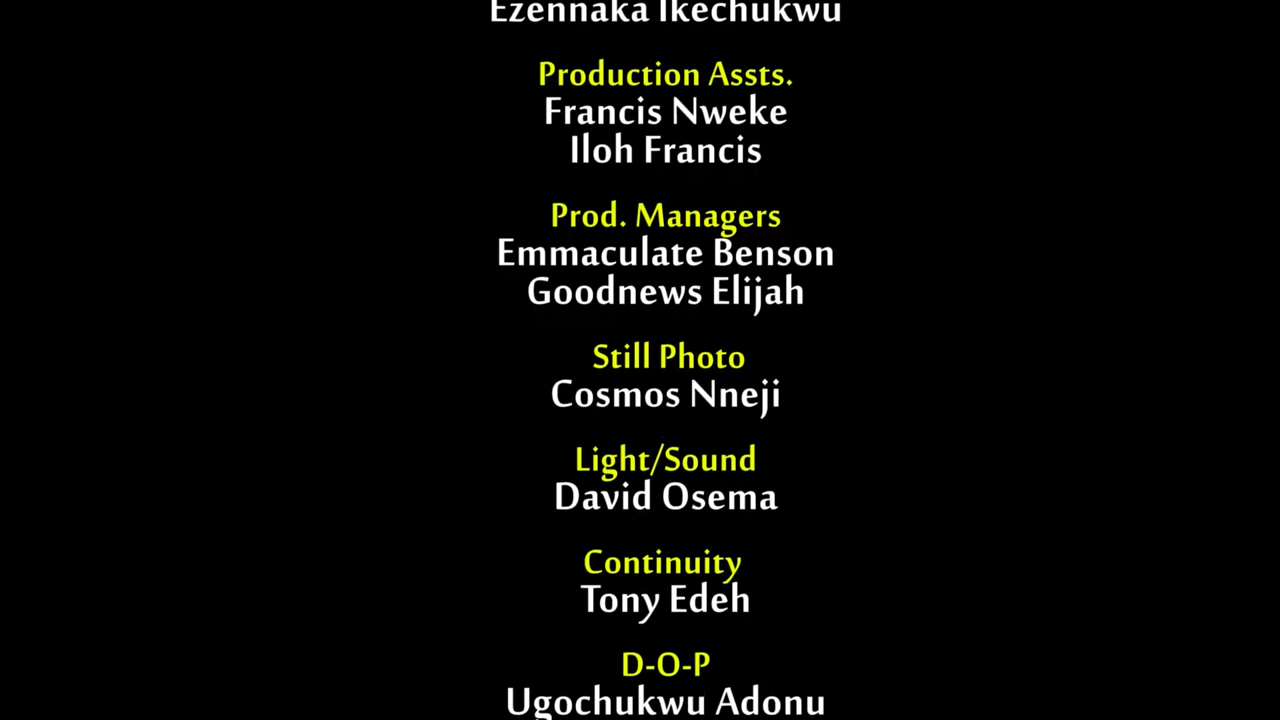 Ezennaka Ikechukwu
Production Assts.
Francis Nweke
Iloh Francis
Prod. Managers
Emmaculate Benson
Goodnews Elijah
Still Photo
Cosmos Nneji
Light/Sound
David Osema
Continuity
Tony Edeh
D-O-P
Ugochukwu Adonu